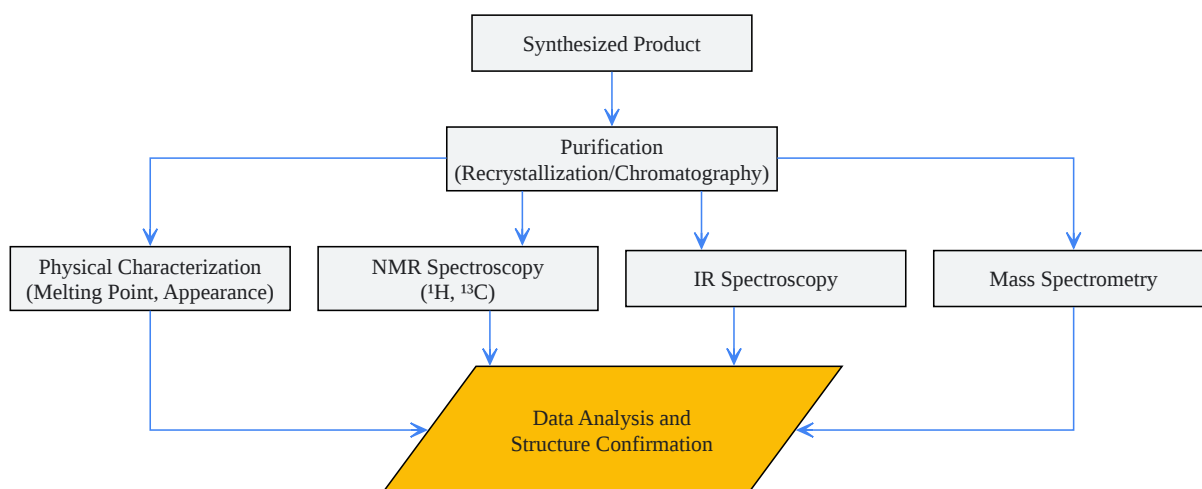 Synthesized Product
Purification
(Recrystallization/Chromatography)
Physical Characterization
(Melting Point, Appearance)
NMR Spectroscopy
(¹H, ¹³C)
IR Spectroscopy
Mass Spectrometry
Data Analysis and
Structure Confirmation